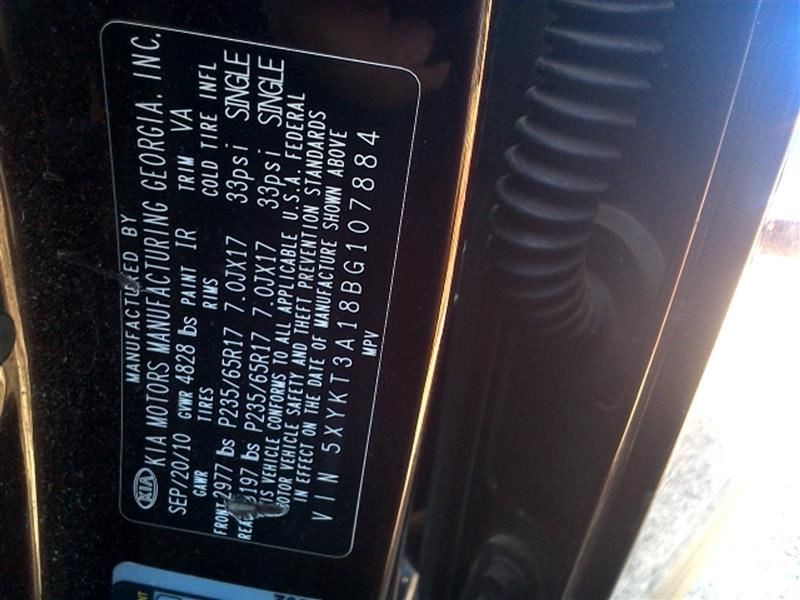 KIA
MANUFACTURED BY
KIA MOTORS MANUFACTURING GEORGIA, INC.
SEP/20/10 GVWR 4828 lbs PAINT IR TRIM VA
GAWR TIRES RIMS COLD TIRE INFL
FRONT 2977 lbs P235/65R17 7.0JX17 33psi SINGLE
3197 lbs P235/65R17 7.0JX17 33psi SINGLE
VEHICLE CONFORMS TO ALL APPLICABLE U.S.A. FEDERAL
MOTOR VEHICLE SAFETY AND THEFT PREVENTION STANDARDS
IN EFFECT ON THE DATE OF MANUFACTURE SHOWN ABOVE
VIN 5XYKT3A18BG107884
MPV